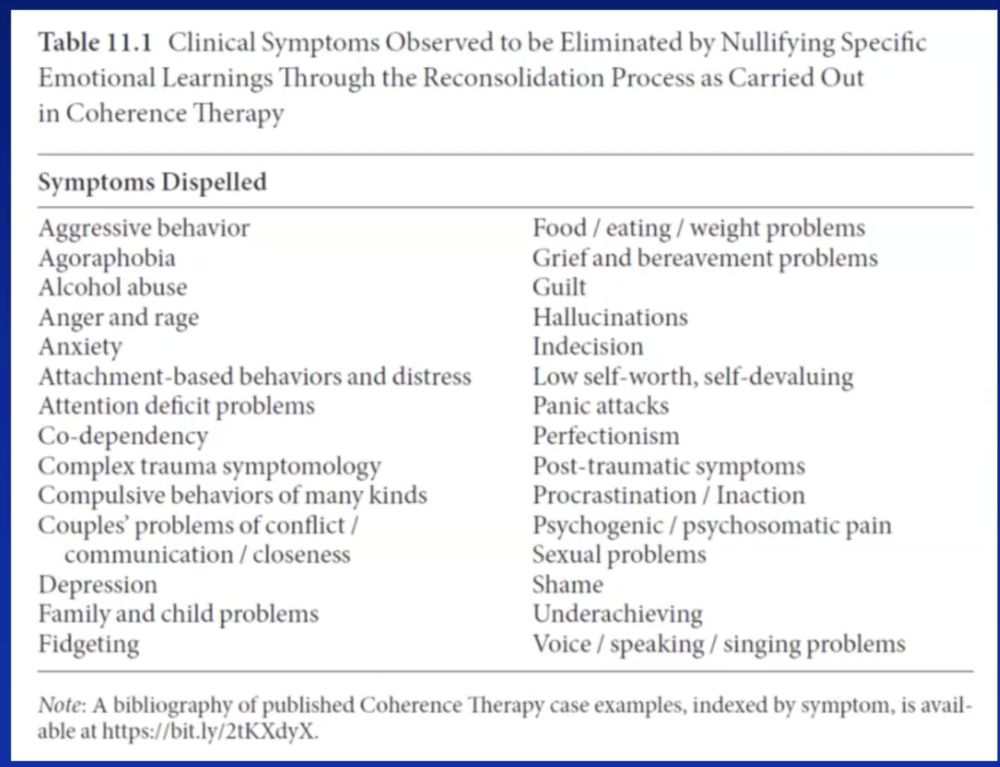 Table 11.1 Clinical Symptoms Observed to be Eliminated by Nullifying Specific
Emotional Learnings Through the Reconsolidation Process as Carried Out
in Coherence Therapy
Symptoms Dispelled
Aggressive behavior
Agoraphobia
Alcohol abuse
Anger and rage
Anxiety
Attachment-based behaviors and distress
Attention deficit problems
Co-dependency
Complex trauma symptomology
Compulsive behaviors of many kinds
Couples’ problems of conflict /
communication / closeness
Depression
Family and child problems
Fidgeting
Food / eating / weight problems
Grief and bereavement problems
Guilt
Hallucinations
Indecision
Low self-worth, self-devaluing
Panic attacks
Perfectionism
Post-traumatic symptoms
Procrastination / Inaction
Psychogenic / psychosomatic pain
Sexual problems
Shame
Underachieving
Voice / speaking / singing problems
Note: A bibliography of published Coherence Therapy case examples, indexed by symptom, is avail-
able at https://bit.ly/2tKXdyX.